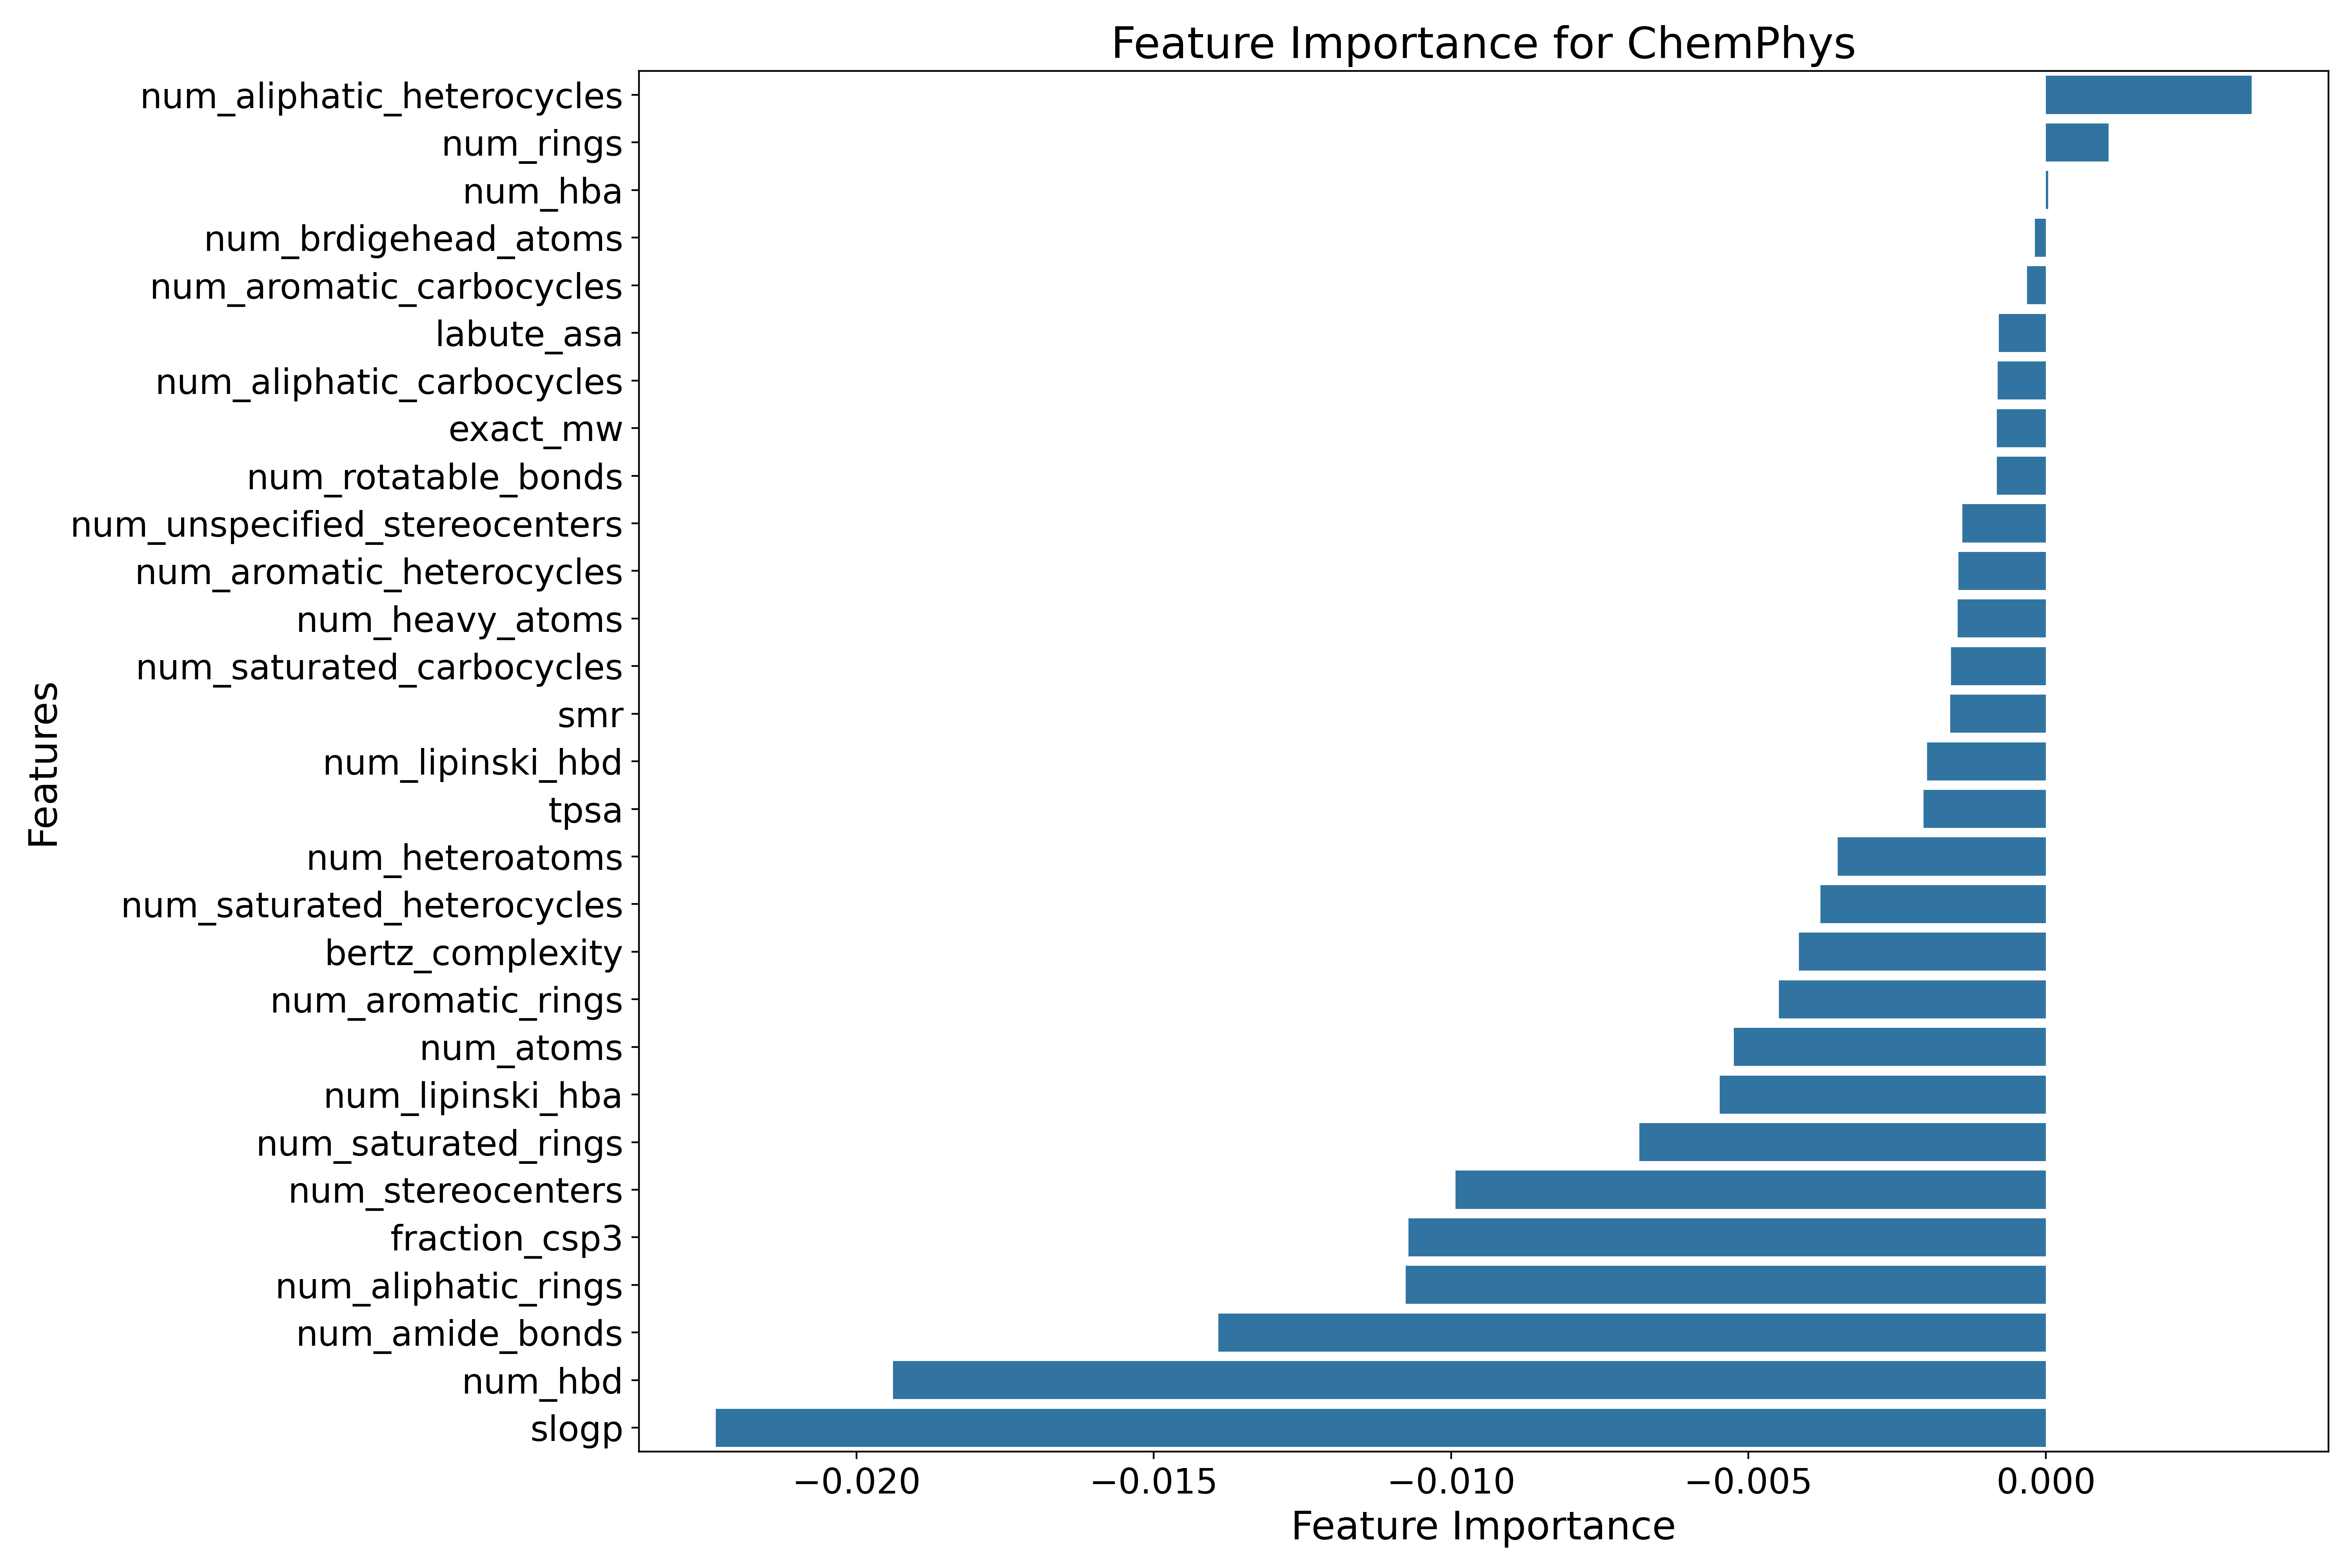 Feature Importance for ChemPhys
num_aliphatic_heterocycles
num_rings
num_hba
num_brdigehead_atoms
num_aromatic_carbocycles
labute_asa
num_aliphatic_carbocycles
exact_mw
num_rotatable_bonds
num_unspecified_stereocenters
num_aromatic_heterocycles
num_heavy_atoms
num_saturated_carbocycles
smr
num_lipinski_hbd
tpsa
num_heteroatoms
num_saturated_heterocycles
bertz_complexity
num_aromatic_rings
num_atoms
num_lipinski_hba
num_saturated_rings
num_stereocenters
fraction_csp3
num_aliphatic_rings
num_amide_bonds
num_hbd
slogp
Features
−0.020 −0.015 −0.010 −0.005 0.000
Feature Importance